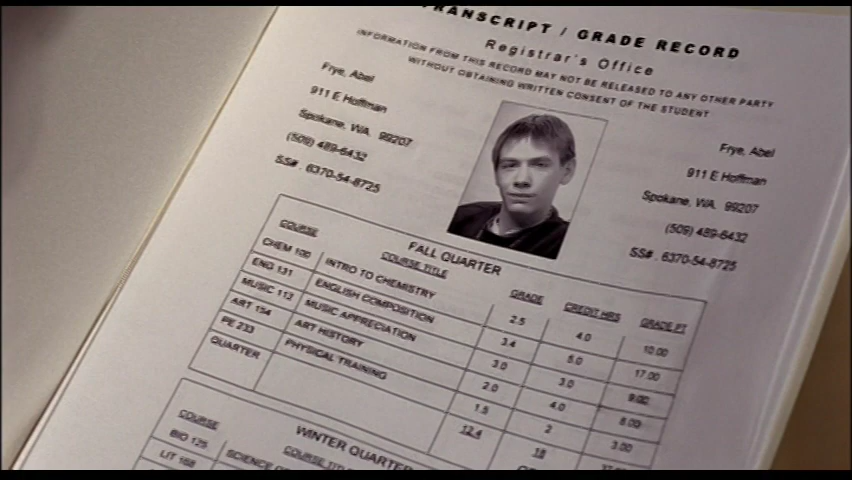 TRANSCRIPT / GRADE RECORD
Registrar's Office
INFORMATION FROM THIS RECORD MAY NOT BE RELEASED TO ANY OTHER PARTY
WITHOUT OBTAINING WRITTEN CONSENT OF THE STUDENT
Frye, Abel
911 E Hoffman
Spokane, WA. 99207
(509) 489-6432
SS#. 6370-54-8725
Frye, Abel
911 E Hoffman
Spokane, WA. 99207
(509) 489-6432
SS#. 6370-54-8725
FALL QUARTER
COURSE COURSE TITLE GRADE CREDIT HRS GRADE PT
CHEM 100 INTRO TO CHEMISTRY 2.5 4.0 10.00
ENG 131 ENGLISH COMPOSITION 3.4 5.0 17.00
MUSIC 113 MUSIC APPRECIATION 3.0 3.0 9.00
ART 154 ART HISTORY 2.0 4.0 8.00
PE 233 PHYSICAL TRAINING 1.5 2 3.00
QUARTER 12.4 18
WINTER QUARTER
COURSE COURSE TITLE
BIO 125 SCIENCE
LIT